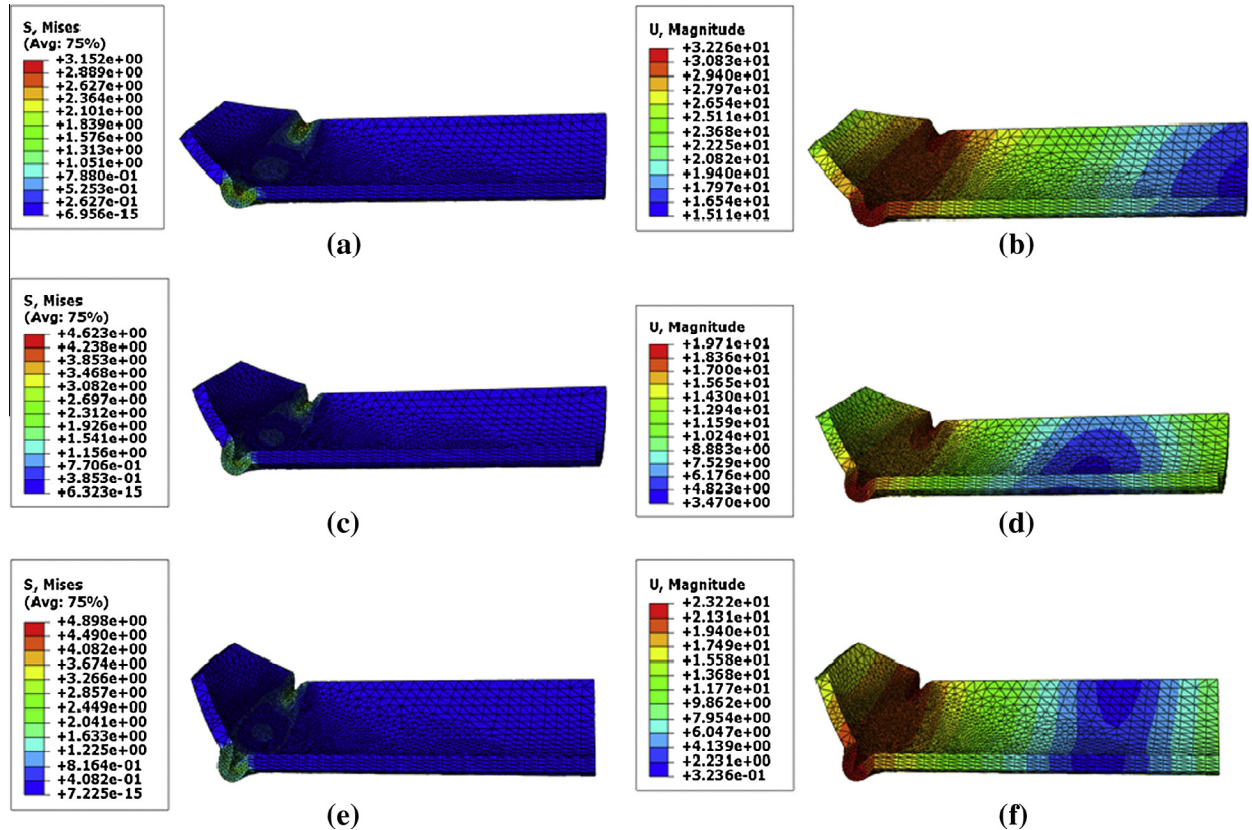 S, Mises
(Avg: 75%)
+3.152e+00
+2.889e+00
+2.627e+00
+2.364e+00
+2.101e+00
+1.839e+00
+1.576e+00
+1.313e+00
+1.051e+00
+7.880e-01
+5.253e-01
+2.627e-01
+6.956e-15
(a)
U, Magnitude
+3.226e+01
+3.083e+01
+2.940e+01
+2.797e+01
+2.654e+01
+2.511e+01
+2.368e+01
+2.225e+01
+2.082e+01
+1.940e+01
+1.797e+01
+1.654e+01
+1.511e+01
(b)
S, Mises
(Avg: 75%)
+4.623e+00
+4.238e+00
+3.853e+00
+3.468e+00
+3.082e+00
+2.697e+00
+2.312e+00
+1.926e+00
+1.541e+00
+1.156e+00
+7.706e-01
+3.853e-01
+6.323e-15
(c)
U, Magnitude
+1.971e+01
+1.836e+01
+1.700e+01
+1.565e+01
+1.430e+01
+1.294e+01
+1.159e+01
+1.024e+01
+8.883e+00
+7.529e+00
+6.176e+00
+4.823e+00
+3.470e+00
(d)
S, Mises
(Avg: 75%)
+4.898e+00
+4.490e+00
+4.082e+00
+3.674e+00
+3.266e+00
+2.857e+00
+2.449e+00
+2.041e+00
+1.633e+00
+1.225e+00
+8.164e-01
+4.082e-01
+7.225e-15
(e)
U, Magnitude
+2.322e+01
+2.131e+01
+1.940e+01
+1.749e+01
+1.558e+01
+1.368e+01
+1.177e+01
+9.862e+00
+7.954e+00
+6.047e+00
+4.139e+00
+2.231e+00
+3.236e-01
(f)